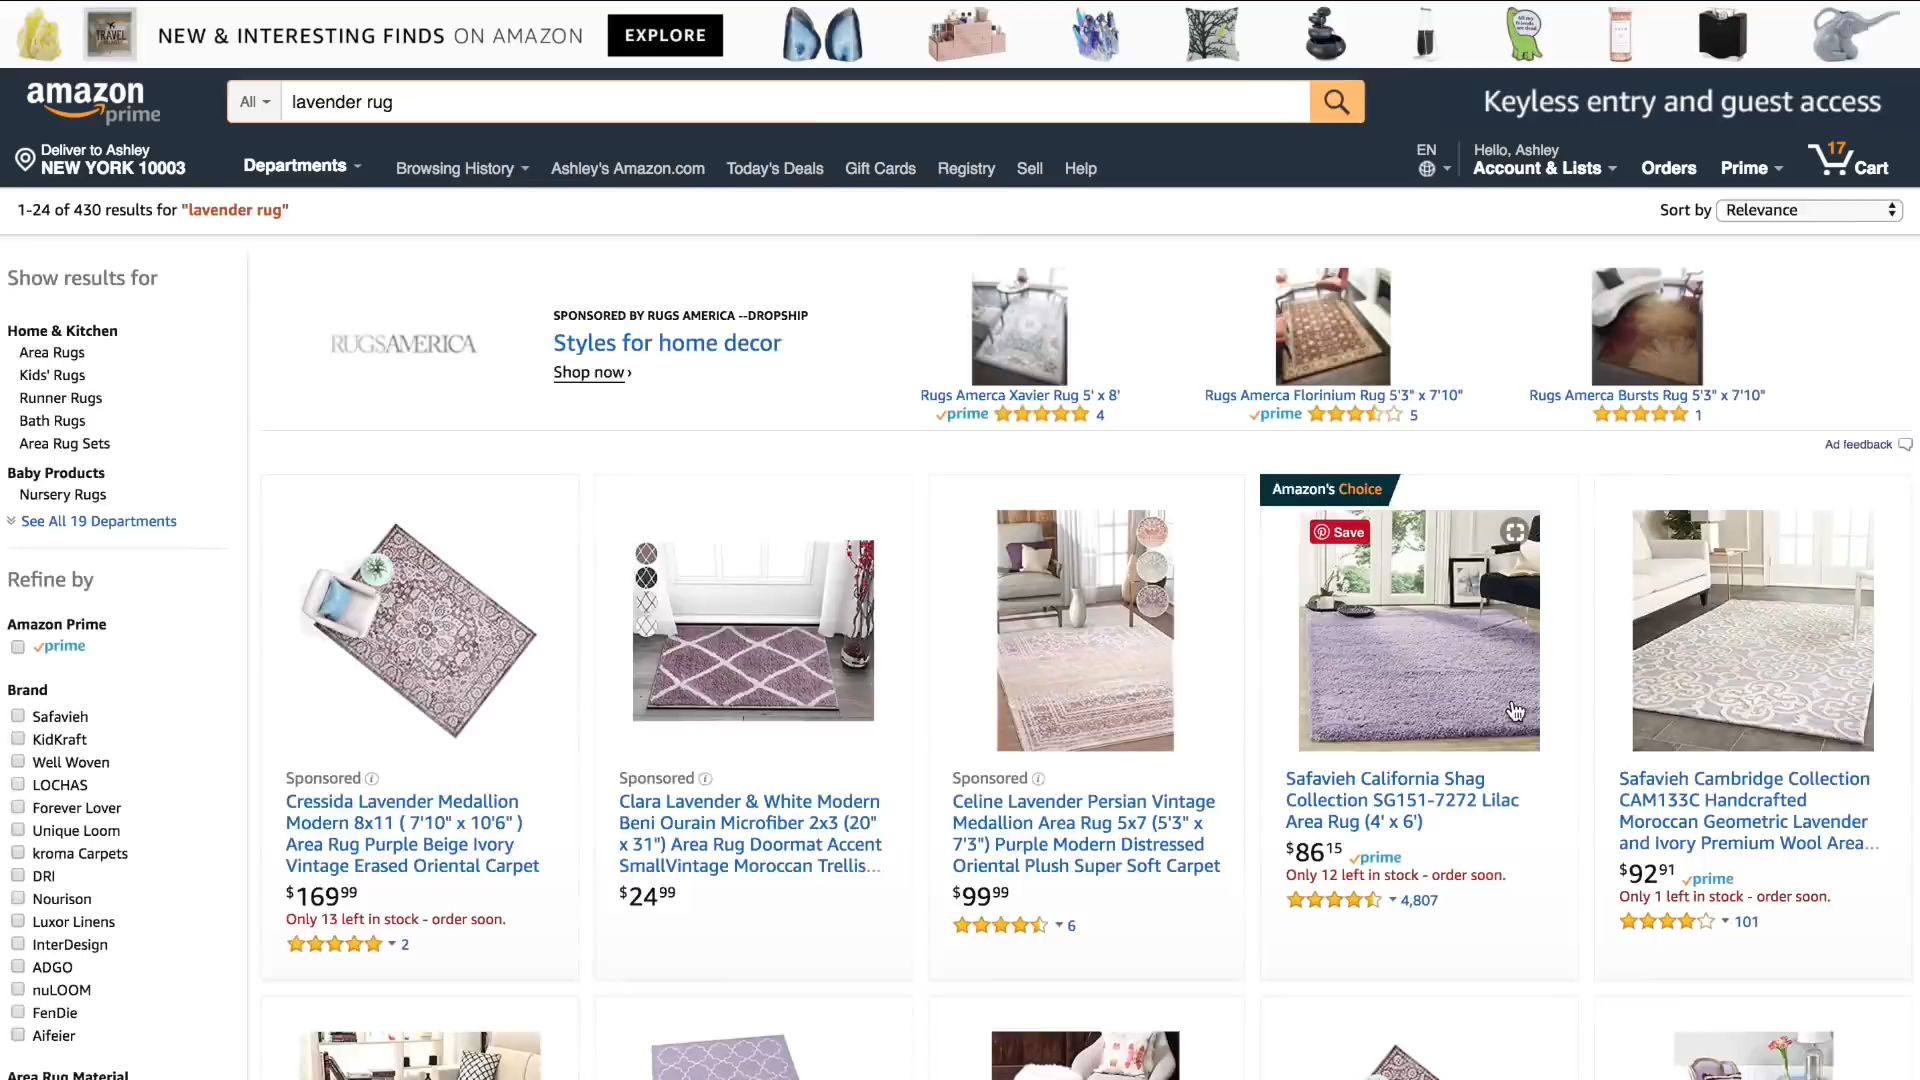 NEW & INTERESTING FINDS ON AMAZON
EXPLORE
TRAVEL
amazon
prime
All
lavender rug
Keyless entry and guest access
Deliver to Ashley
NEW YORK 10003
Departments
Browsing History
Ashley's Amazon.com
Today's Deals
Gift Cards
Registry
Sell
Help
EN
Hello, Ashley
Account & Lists
Orders
Prime
17
Cart
1-24 of 430 results for "lavender rug"
Sort by
Relevance
Show results for
Home & Kitchen
Area Rugs
Kids' Rugs
Runner Rugs
Bath Rugs
Area Rug Sets
Baby Products
Nursery Rugs
See All 19 Departments
Refine by
Amazon Prime
prime
Brand
Safavieh
KidKraft
Well Woven
LOCHAS
Forever Lover
Unique Loom
kroma Carpets
DRI
Nourison
Luxor Linens
InterDesign
ADGO
nuLOOM
FenDie
Aifeier
Area Rug Material
RUGSAMERICA
SPONSORED BY RUGS AMERICA --DROPSHIP
Styles for home decor
Shop now ›
Rugs Amerca Xavier Rug 5' x 8'
prime 4
Rugs Amerca Florinium Rug 5'3" x 7'10"
prime 5
Rugs Amerca Bursts Rug 5'3" x 7'10"
1
Ad feedback
Sponsored
Cressida Lavender Medallion
Modern 8x11 ( 7'10" x 10'6" )
Area Rug Purple Beige Ivory
Vintage Erased Oriental Carpet
$169 99
Only 13 left in stock - order soon.
2
Sponsored
Clara Lavender & White Modern
Beni Ourain Microfiber 2x3 (20"
x 31") Area Rug Doormat Accent
SmallVintage Moroccan Trellis...
$24 99
Sponsored
Celine Lavender Persian Vintage
Medallion Area Rug 5x7 (5'3" x
7'3") Purple Modern Distressed
Oriental Plush Super Soft Carpet
$99 99
6
Amazon's Choice
Save
Safavieh California Shag
Collection SG151-7272 Lilac
Area Rug (4' x 6')
$86 15 prime
Only 12 left in stock - order soon.
4,807
Safavieh Cambridge Collection
CAM133C Handcrafted
Moroccan Geometric Lavender
and Ivory Premium Wool Area...
$92 91 prime
Only 1 left in stock - order soon.
101